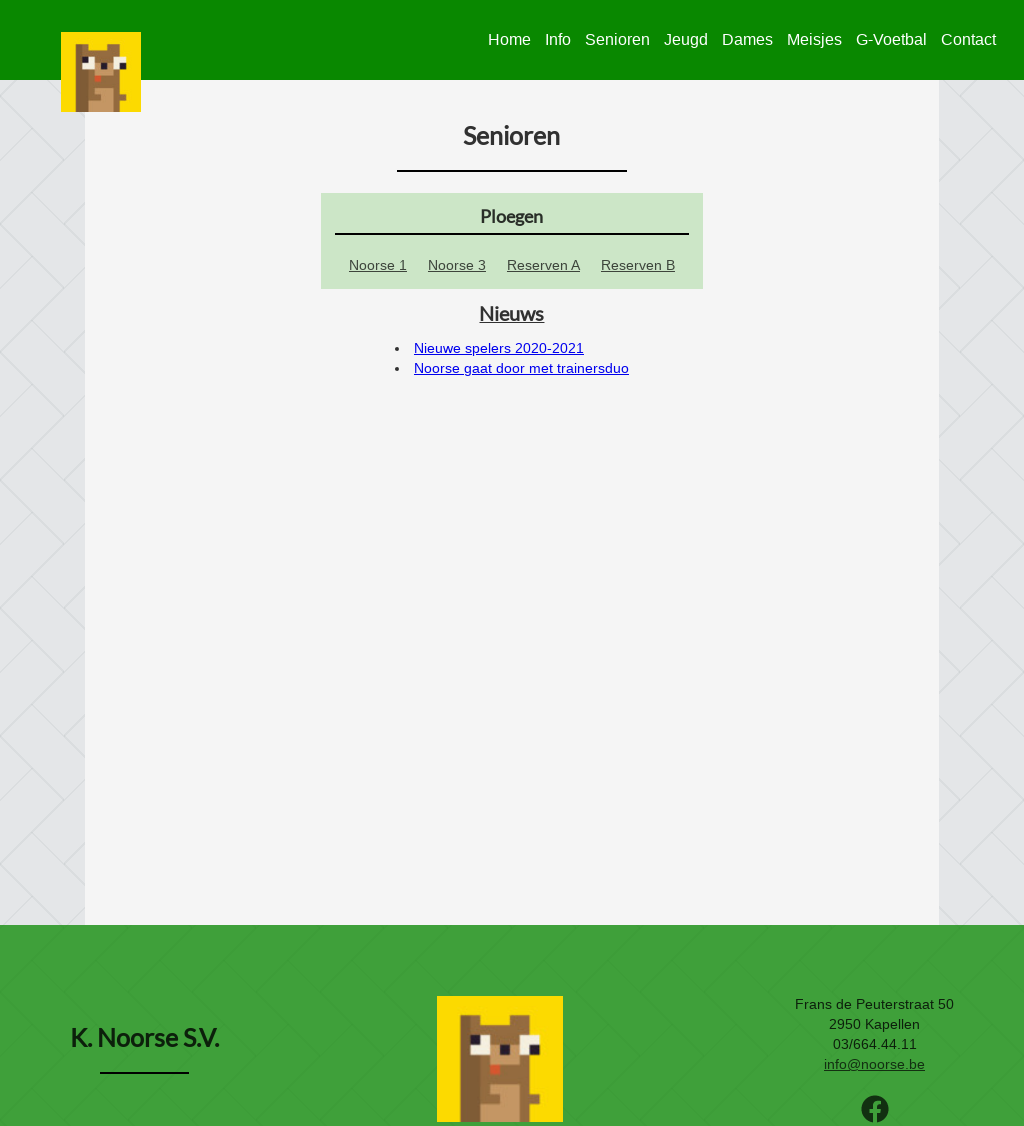 Home Info Senioren Jeugd Dames Meisjes G-Voetbal Contact
Senioren
Ploegen
Noorse 1 Noorse 3 Reserven A Reserven B
Nieuws
Nieuwe spelers 2020-2021
Noorse gaat door met trainersduo
K. Noorse S.V.
Frans de Peuterstraat 50
2950 Kapellen
03/664.44.11
info@noorse.be